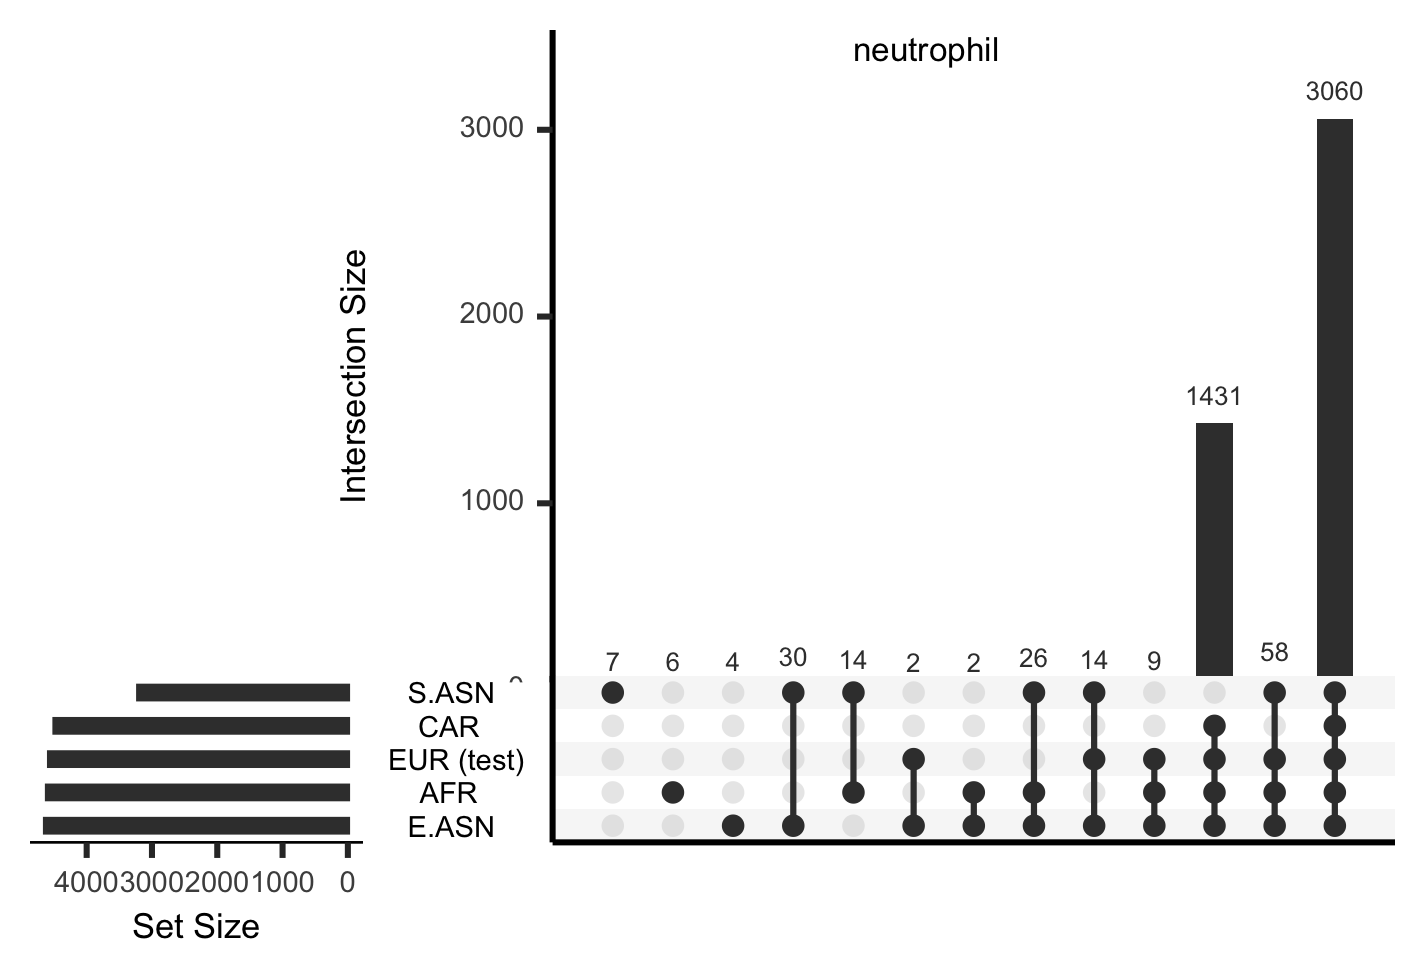 neutrophil
Intersection Size
3000
2000
1000
3060
1431
7 6 4 30 14 2 2 26 14 9 58
S.ASN
CAR
EUR (test)
AFR
E.ASN
4000 3000 2000 1000 0
Set Size